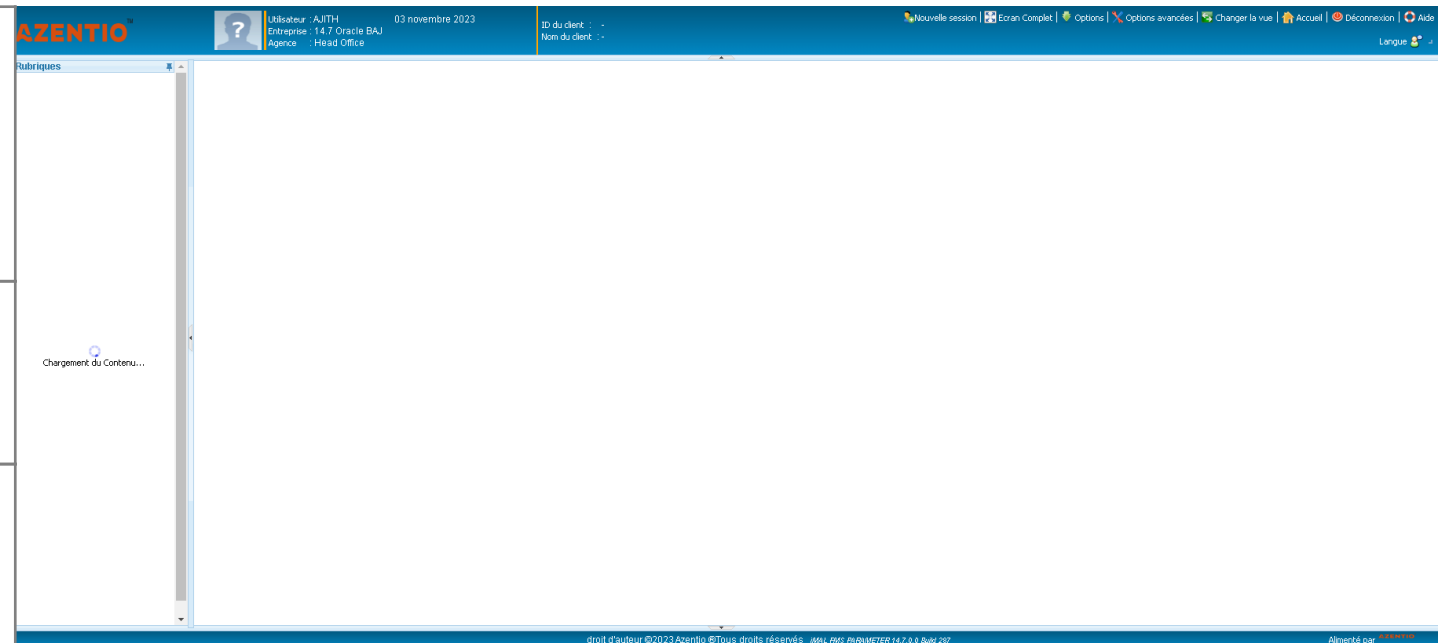 AZENTIO™
Utilisateur : AJITH 03 novembre 2023
Entreprise : 14.7 Oracle BAJ
Agence : Head Office
ID du client : -
Nom du client : -
Nouvelle session | Ecran Complet | Options | Options avancées | Changer la vue | Accueil | Déconnexion | Aide
Langue
Rubriques
Chargement du Contenu...
droit d'auteur ©2023 Azentio ®Tous droits réservés IMAL FMS PARAMETER 14.7.0.0 Build 297
Alimenté par AZENTIO